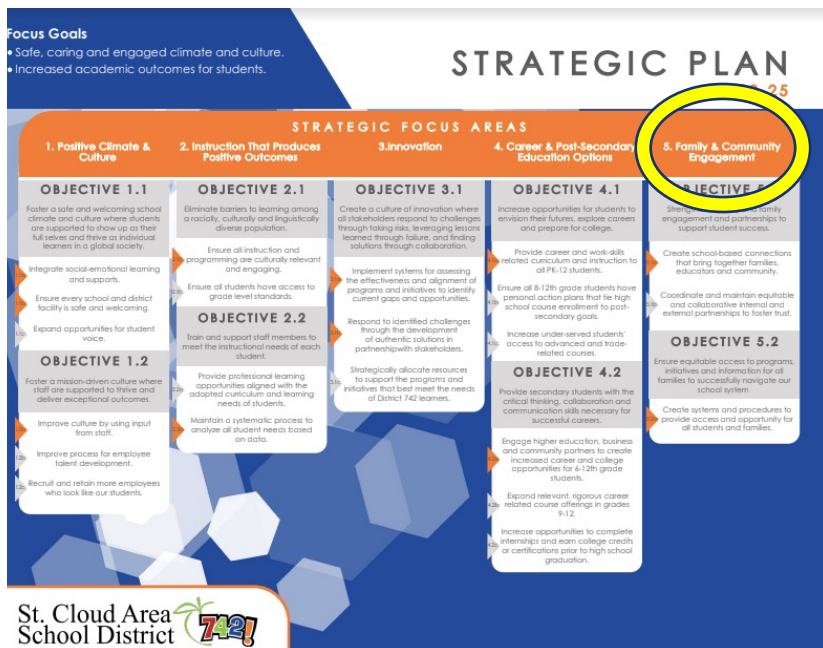 Focus Goals
• Safe, caring and engaged climate and culture.
• Increased academic outcomes for students.
STRATEGIC PLAN
25
STRATEGIC FOCUS AREAS
1. Positive Climate &
Culture
OBJECTIVE 1.1
Foster a safe and welcoming school
climate and culture where students
are supported to show up as their
full selves and thrive as individual
learners in a global society.
Integrate social-emotional learning
and supports.
Ensure every school and district
facility is safe and welcoming.
Expand opportunities for student
voice.
OBJECTIVE 1.2
Foster a mission-driven culture where
staff are supported to thrive and
deliver exceptional outcomes.
Improve culture by using input
from staff.
Improve process for employee
talent development.
Recruit and retain more employees
who look like our students.
2. Instruction That Produces
Positive Outcomes
OBJECTIVE 2.1
Eliminate barriers to learning among
a racially, culturally and linguistically
diverse population.
Ensure all instruction and
programming are culturally relevant
and engaging.
Ensure all students have access to
grade level standards.
OBJECTIVE 2.2
Train and support staff members to
meet the instructional needs of each
student.
Provide professional learning
opportunities aligned with the
adopted curriculum and learning
needs of students.
Maintain a systematic process to
analyze all student needs based
on data.
3.Innovation
OBJECTIVE 3.1
Create a culture of innovation where
all stakeholders respond to challenges
through taking risks, leveraging lessons
learned through failure, and finding
solutions through collaboration.
Implement systems for assessing
the effectiveness and alignment of
programs and initiatives to identify
current gaps and opportunities.
Respond to identified challenges
through the development
of authentic solutions in
partnershipwith stakeholders.
Strategically allocate resources
to support the programs and
initiatives that best meet the needs
of District 742 learners.
4. Career & Post-Secondary
Education Options
OBJECTIVE 4.1
Increase opportunities for students to
envision their futures, explore careers
and prepare for college.
Provide career and work-skills
related curriculum and instruction to
all PK-12 students.
Ensure all 8-12th grade students have
personal action plans that tie high
school course enrollment to post-
secondary goals.
Increase under-served students'
access to advanced and trade-
related courses.
OBJECTIVE 4.2
Provide secondary students with the
critical thinking, collaboration and
communication skills necessary for
successful careers.
Engage higher education, business
and community partners to create
increased career and college
opportunities for 6-12th grade
students.
Expand relevant, rigorous career
related course offerings in grades
9-12.
Increase opportunities to complete
internships and earn college credits
or certifications prior to high school
graduation.
5. Family & Community
Engagement
OBJECTIVE 5
family
engagement and partnerships to
support student success.
Create school-based connections
that bring together families,
educators and community.
Coordinate and maintain equitable
and collaborative internal and
external partnerships to foster trust.
OBJECTIVE 5.2
Ensure equitable access to programs,
initiatives and information for all
families to successfully navigate our
school system.
Create systems and procedures to
provide access and opportunity for
all students and families.
St. Cloud Area
School District
742!